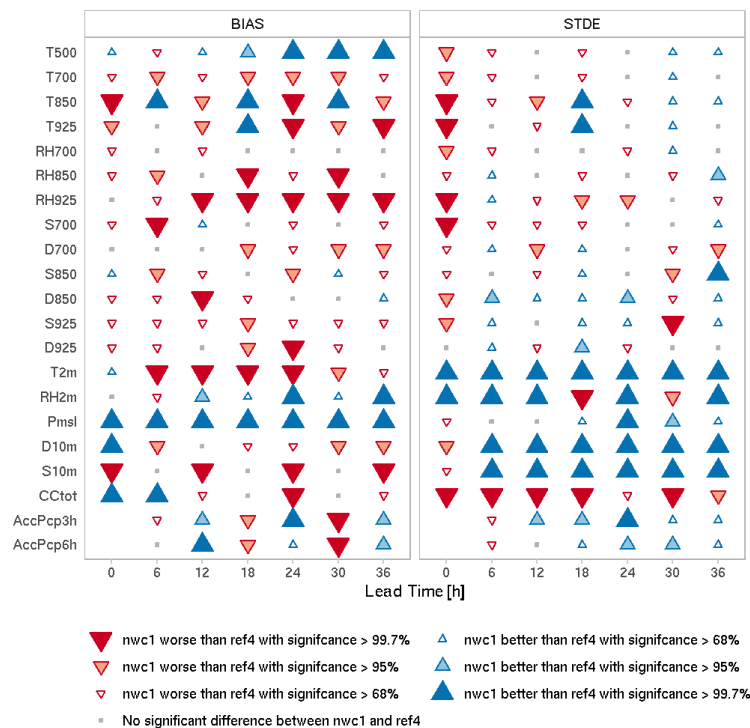 BIAS STDE
T500
T700
T850
T925
RH700
RH850
RH925
S700
D700
S850
D850
S925
D925
T2m
RH2m
Pmsl
D10m
S10m
CCtot
AccPcp3h
AccPcp6h
0 6 12 18 24 30 36 0 6 12 18 24 30 36
Lead Time [h]
nwc1 worse than ref4 with signifcance > 99.7% nwc1 better than ref4 with signifcance > 68%
nwc1 worse than ref4 with signifcance > 95% nwc1 better than ref4 with signifcance > 95%
nwc1 worse than ref4 with signifcance > 68% nwc1 better than ref4 with signifcance > 99.7%
No significant difference between nwc1 and ref4